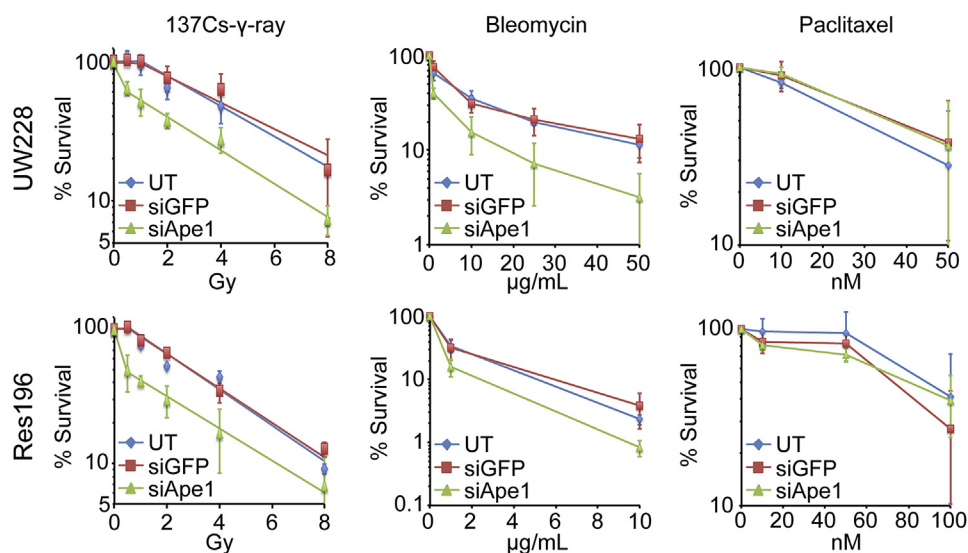 137Cs-γ-ray
Bleomycin
Paclitaxel
UW228
% Survival
100
10
5
UT
siGFP
siApe1
0 2 4 6 8
Gy
% Survival
100
10
1
UT
siGFP
siApe1
0 10 20 30 40 50
µg/mL
% Survival
100
10
UT
siGFP
siApe1
0 10 20 30 40 50
nM
Res196
% Survival
100
10
5
UT
siGFP
siApe1
0 2 4 6 8
Gy
% Survival
100
10
1
0.1
UT
siGFP
siApe1
0 2 4 6 8 10
µg/mL
% Survival
100
10
UT
siGFP
siApe1
0 20 40 60 80 100
nM